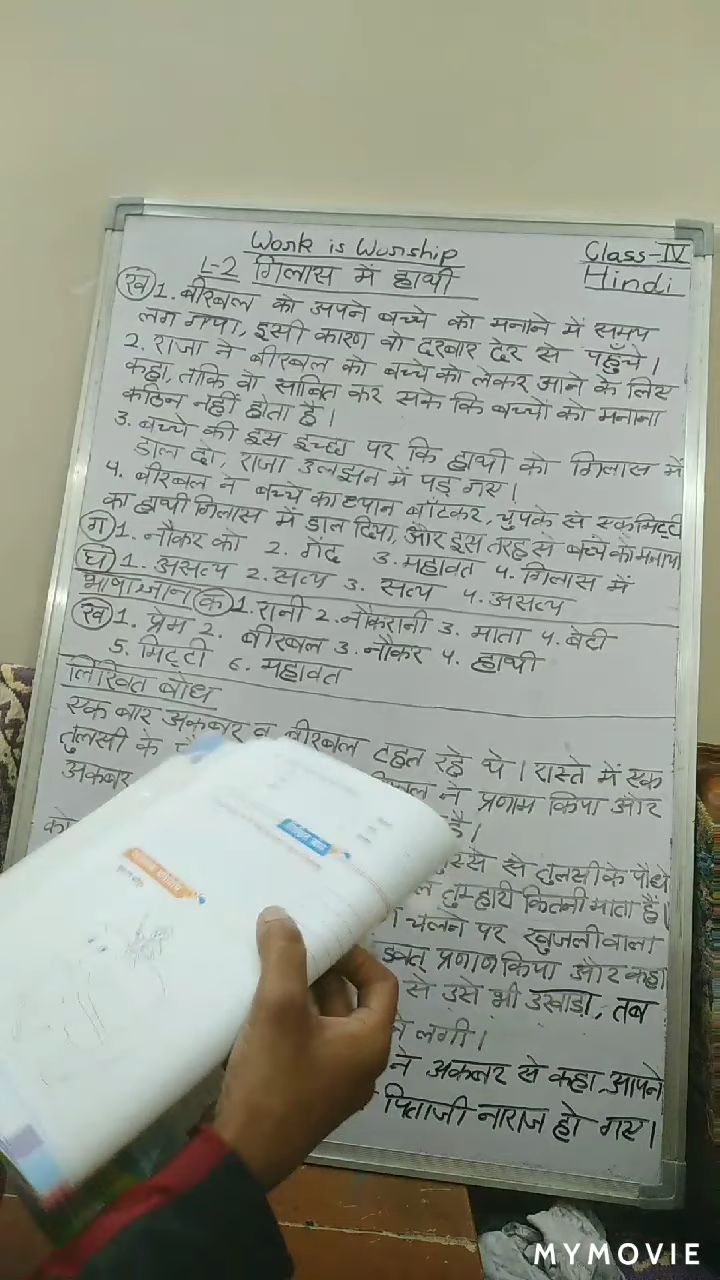 Work is Worship
Class-IV
L-2 गिलास में हाथी
Hindi
ख 1. बीरबल को अपने बच्चे को मनाने में समय
लग गया, इसी कारण वो दरबार देर से पहुँचे।
2. राजा ने बीरबल को बच्चे को लेकर आने के लिए
कहा, ताकि वो साबित कर सके कि बच्चों को मनाना
कठिन नहीं होता है।
3. बच्चे की इस इच्छा पर कि हाथी को गिलास में
डाल दो, राजा उलझन में पड़ गए।
4. बीरबल ने बच्चे का ध्यान बाँटकर, चुपके से एक मिट्टी
का हाथी गिलास में डाल दिया, और इस तरह से बच्चे को मनाया
ग 1. नौकर को 2. गेंद 3. महावत 4. गिलास में
घ 1. असत्य 2. सत्य 3. सत्य 4. असत्य
भाषा ज्ञान क 1. रानी 2. नौकरानी 3. माता 4. बेटी
ख 1. प्रेम 2. बीरबल 3. नौकर 4. हाथी
5. मिट्टी 6. महावत
लिखित बोध
एक बार अकबर व बीरबल टहल रहे थे। रास्ते में एक
तुलसी के
अकबर ने प्रणाम किया और
को है।
से तुलसी के पौधे
तुम्हारी कितनी माता हैं।
चलने पर खुजलीवाला
प्रणाम किया और कहा
से उसे भी उखाड़ा, तब
लगी।
ने अकबर से कहा, आपने
पिताजी नाराज हो गए।
MYMOVIE